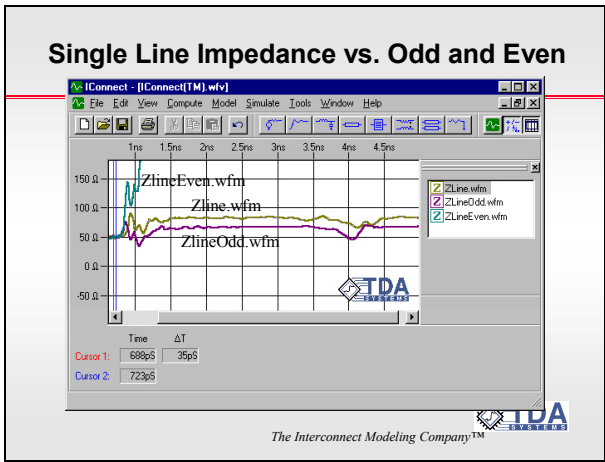 Single Line Impedance vs. Odd and Even
IConnect - [IConnect(TM).wfv]
File Edit View Compute Model Simulate Tools Window Help
1ns 1.5ns 2ns 2.5ns 3ns 3.5ns 4ns 4.5ns
150 Ω
100 Ω
50 Ω
0 Ω
-50 Ω
ZlineEven.wfm
Zline.wfm
ZlineOdd.wfm
TDA
SYSTEMS
Z ZLine.wfm
Z ZLineOdd.wfm
Z ZLineEven.wfm
Time ΔT
Cursor 1: 688pS 35pS
Cursor 2: 723pS
TDA
SYSTEMS
The Interconnect Modeling Company™